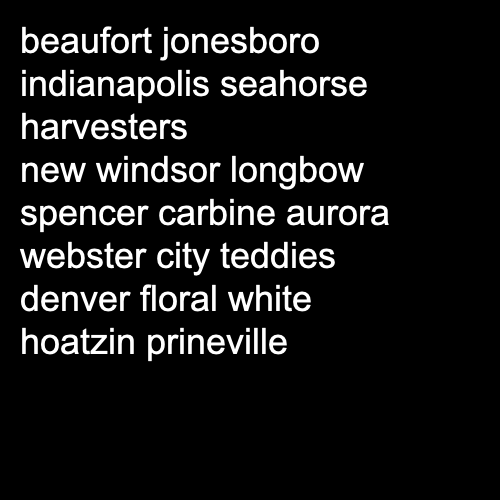 beaufort jonesboro
indianapolis seahorse
harvesters
new windsor longbow
spencer carbine aurora
webster city teddies
denver floral white
hoatzin prineville